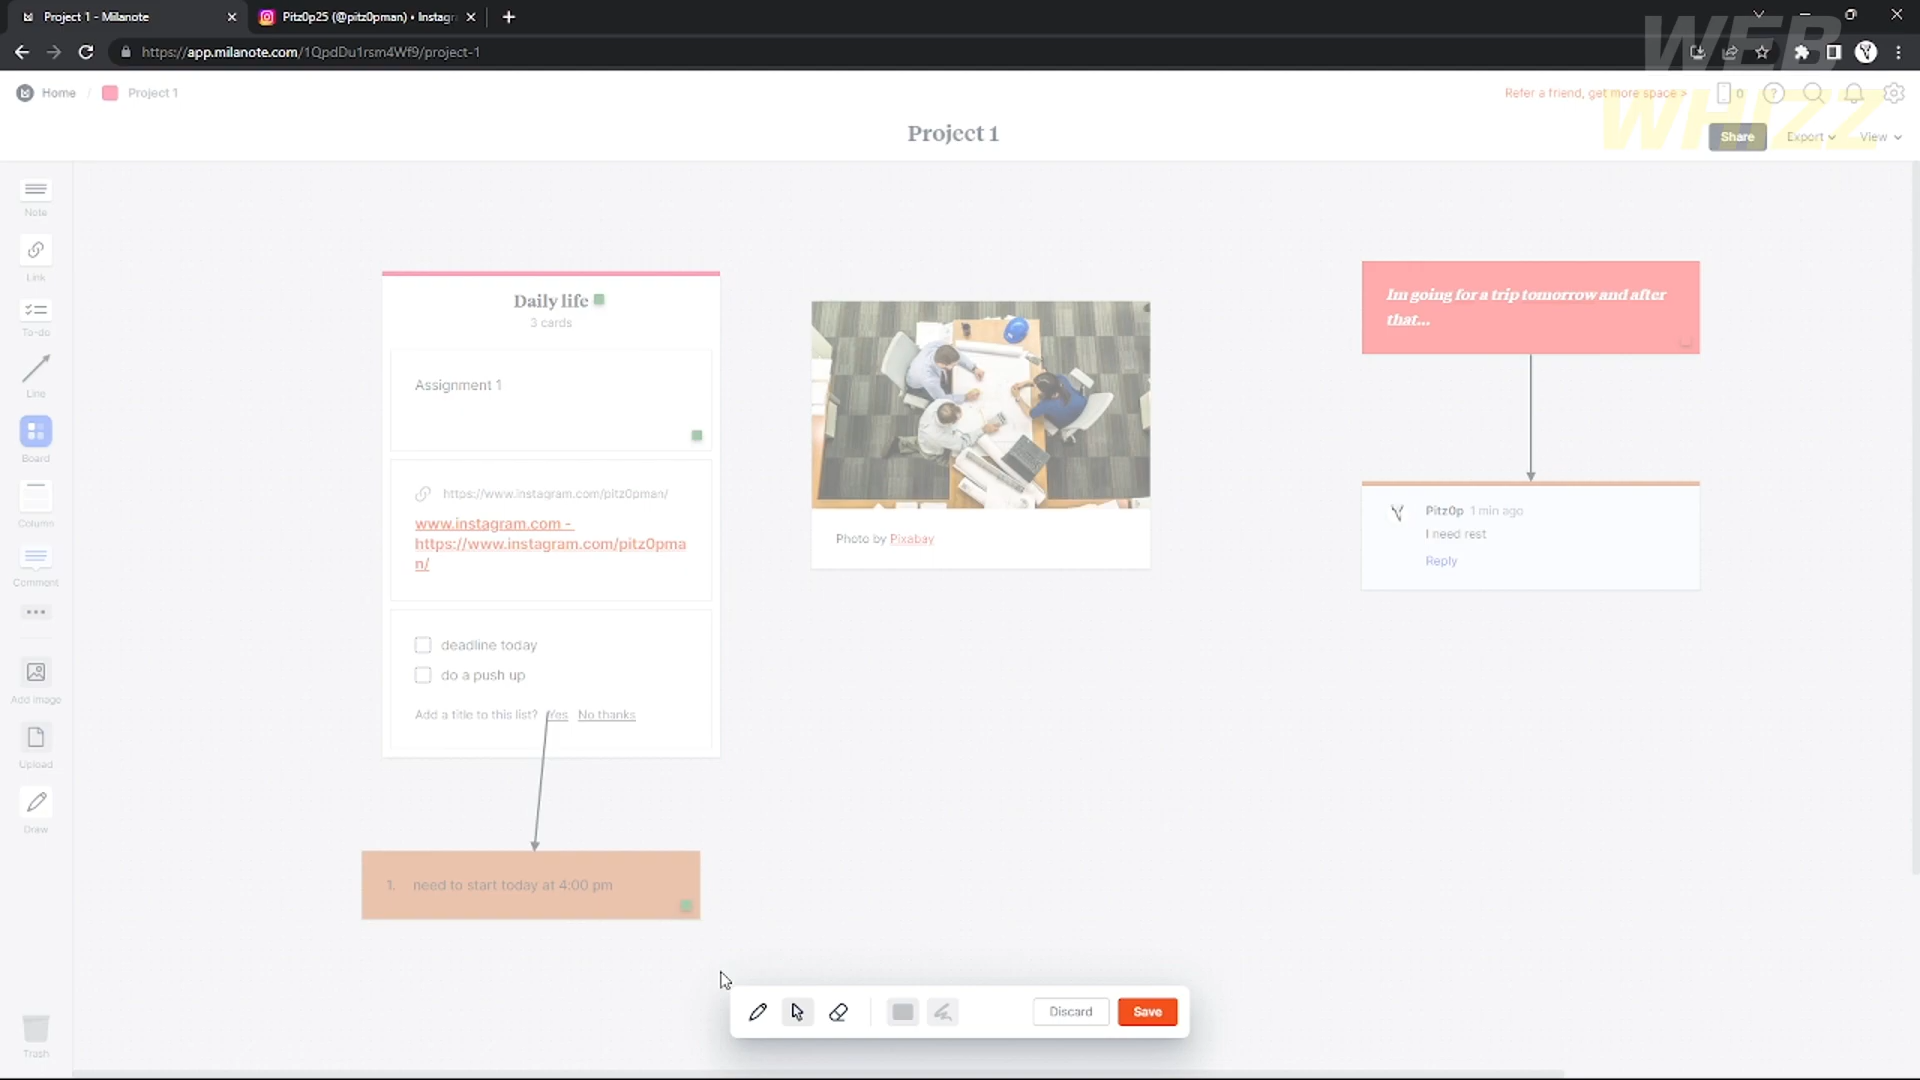 Project 1 - Milanote
Pitz0p25 (@pitz0pman) • Instagr
https://app.milanote.com/1QpdDu1rsm4Wf9/project-1
WEB
WHIZZ
Home / Project 1
Refer a friend, get more space >
0
Project 1
Share
Export
View
Note
Link
To-do
Line
Board
Column
Comment
Add image
Upload
Draw
Trash
Daily life
3 cards
Assignment 1
https://www.instagram.com/pitz0pman/
www.instagram.com -
https://www.instagram.com/pitz0pma
n/
deadline today
do a push up
Add a title to this list? Yes No thanks
1. need to start today at 4:00 pm
Photo by Pixabay
Im going for a trip tomorrow and after
that...
Pitz0p 1 min ago
I need rest
Reply
Discard
Save